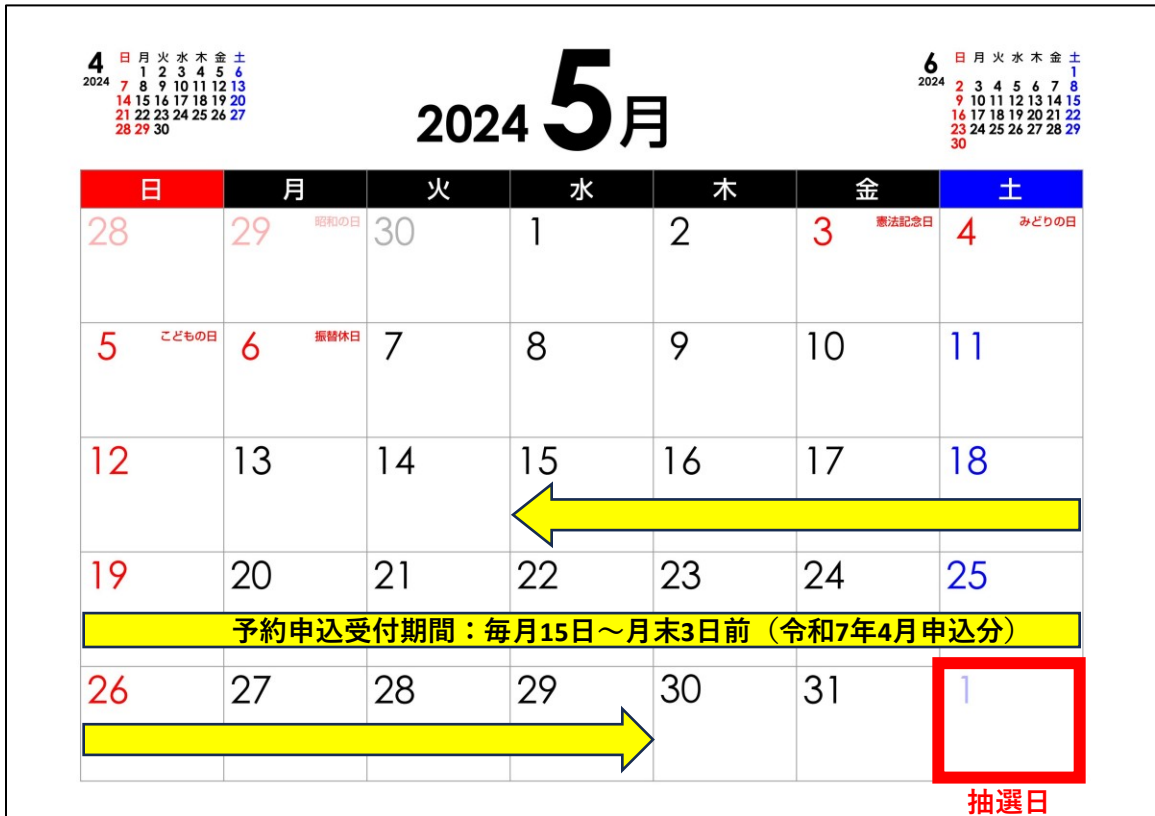 4
2024
日 月 火 水 木 金 土
1 2 3 4 5 6
7 8 9 10 11 12 13
14 15 16 17 18 19 20
21 22 23 24 25 26 27
28 29 30
2024 5月
6
2024
日 月 火 水 木 金 土
1
2 3 4 5 6 7 8
9 10 11 12 13 14 15
16 17 18 19 20 21 22
23 24 25 26 27 28 29
30
日 月 火 水 木 金 土
28 29 昭和の日 30 1 2 3 憲法記念日 4 みどりの日
5 こどもの日 6 振替休日 7 8 9 10 11
12 13 14 15 16 17 18
19 20 21 22 23 24 25
予約申込受付期間：毎月15日～月末3日前（令和7年4月申込分）
26 27 28 29 30 31 1
抽選日